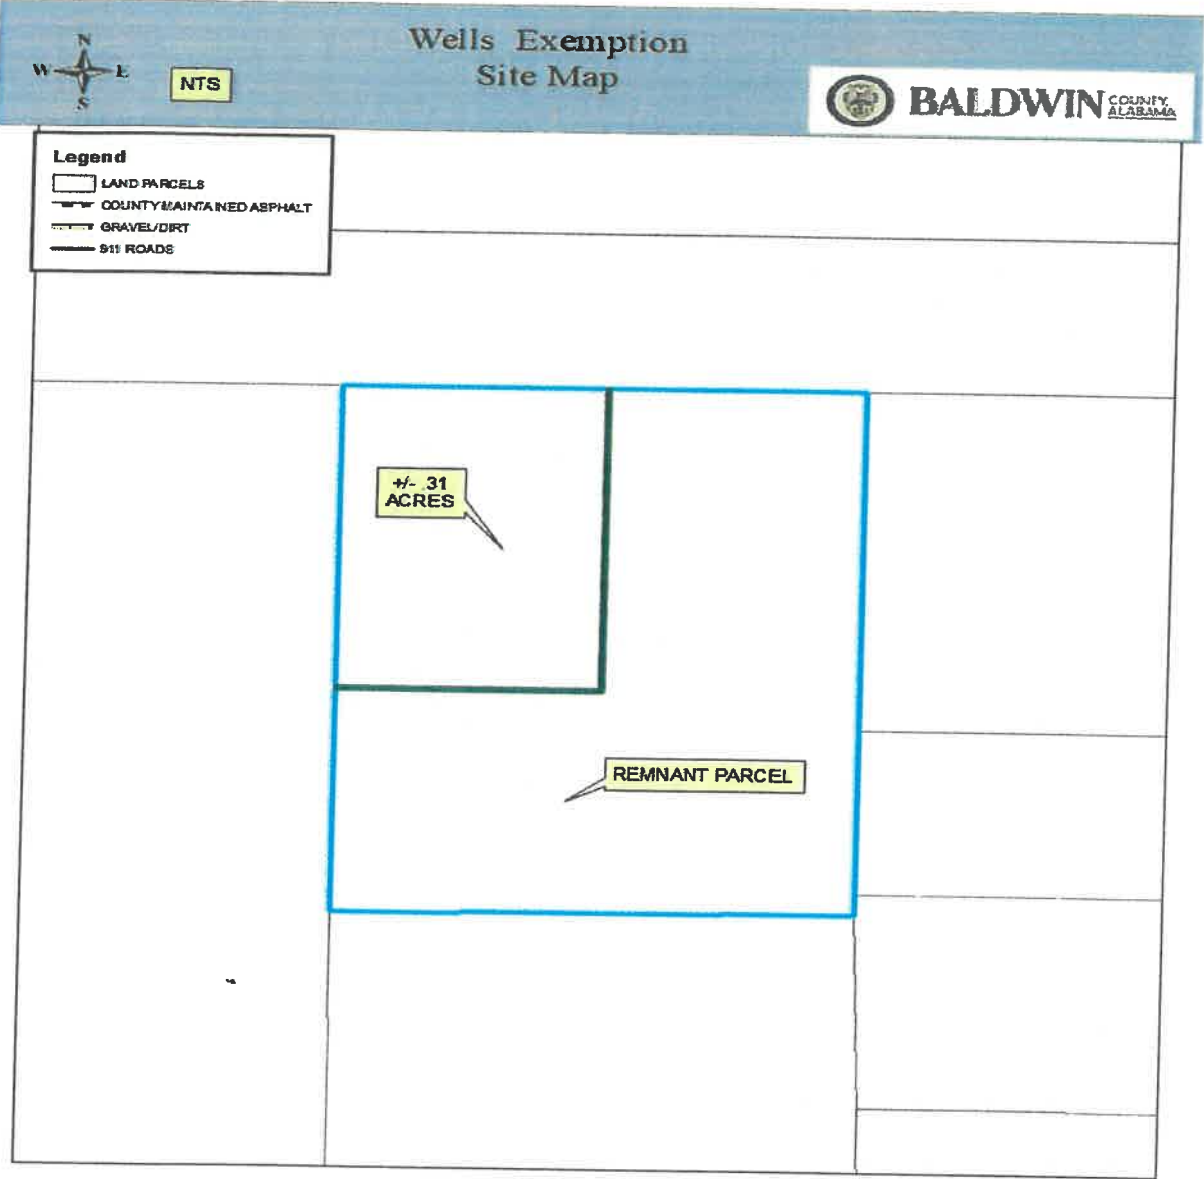 Wells Exemption
Site Map
N
W E
S
NTS
BALDWIN COUNTY, ALABAMA
Legend
LAND PARCELS
COUNTY MAINTAINED ASPHALT
GRAVEL/DIRT
911 ROADS
+/- .31
ACRES
REMNANT PARCEL